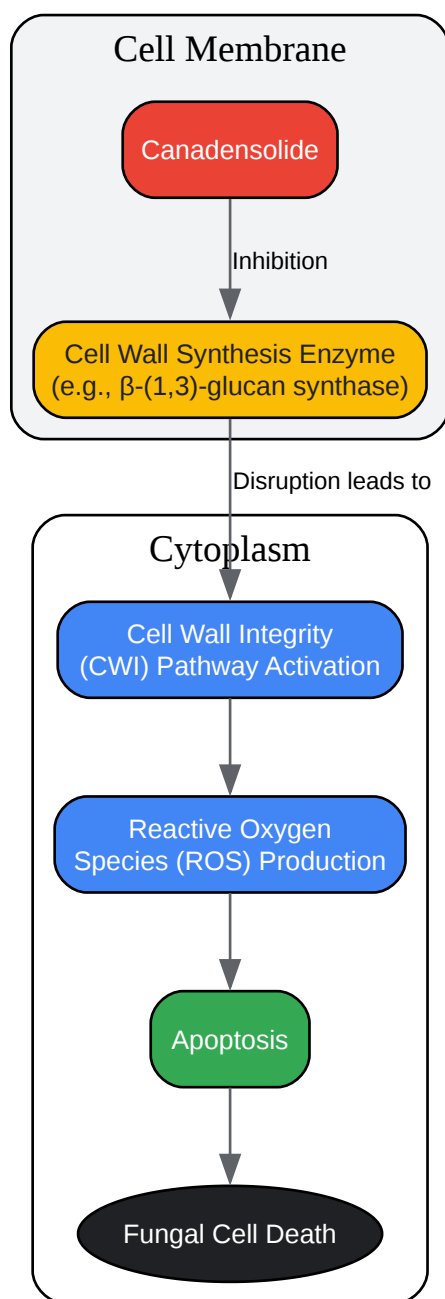 Cell Membrane
Canadensolide
Inhibition
Cell Wall Synthesis Enzyme
(e.g., β-(1,3)-glucan synthase)
Disruption leads to
Cytoplasm
Cell Wall Integrity
(CWI) Pathway Activation
Reactive Oxygen
Species (ROS) Production
Apoptosis
Fungal Cell Death